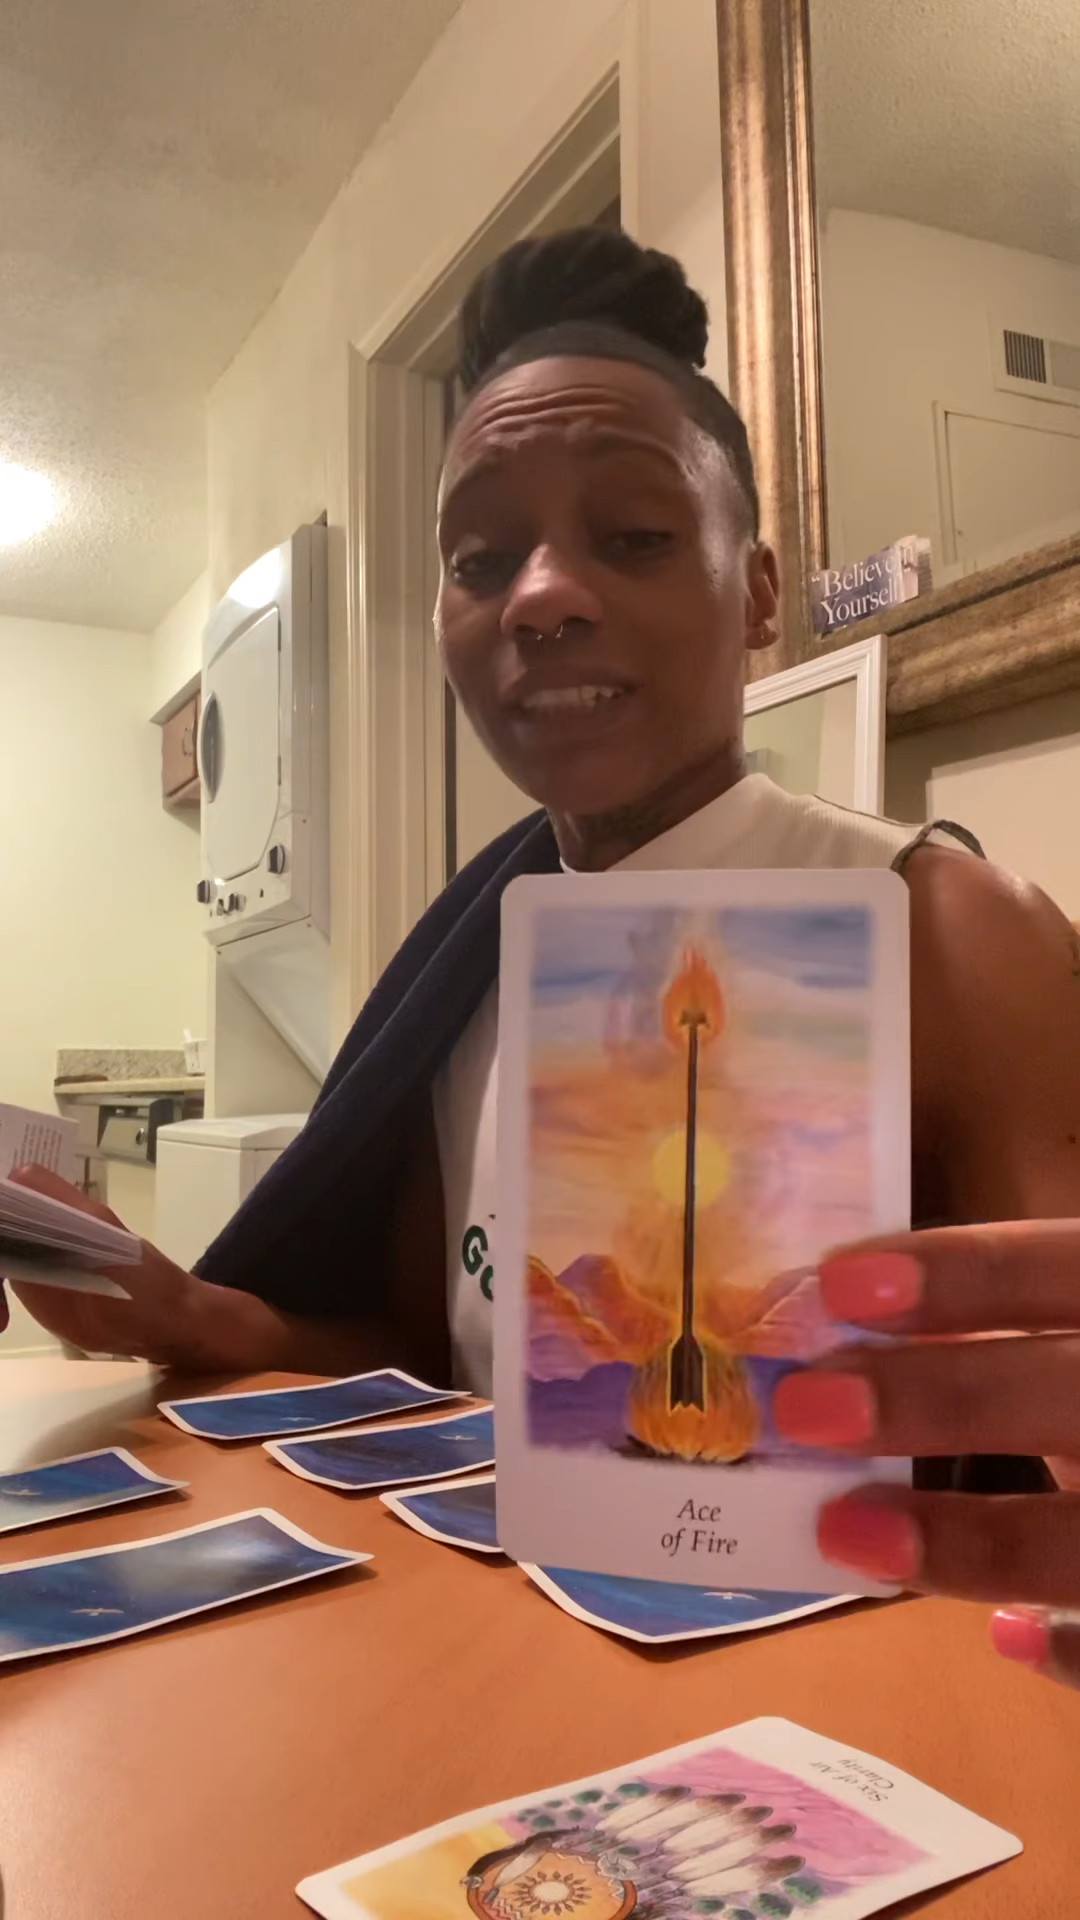 “Believe in
Yourself”
Ace
of Fire
Six of Air
Clarity